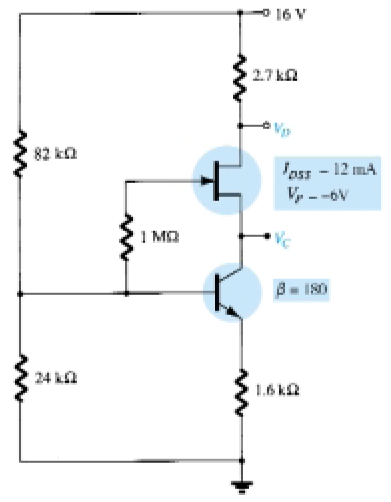 16 V
2.7 kΩ
V_D
82 kΩ
I_DSS = 12 mA
V_P = -6V
1 MΩ
V_C
β = 180
24 kΩ
1.6 kΩ